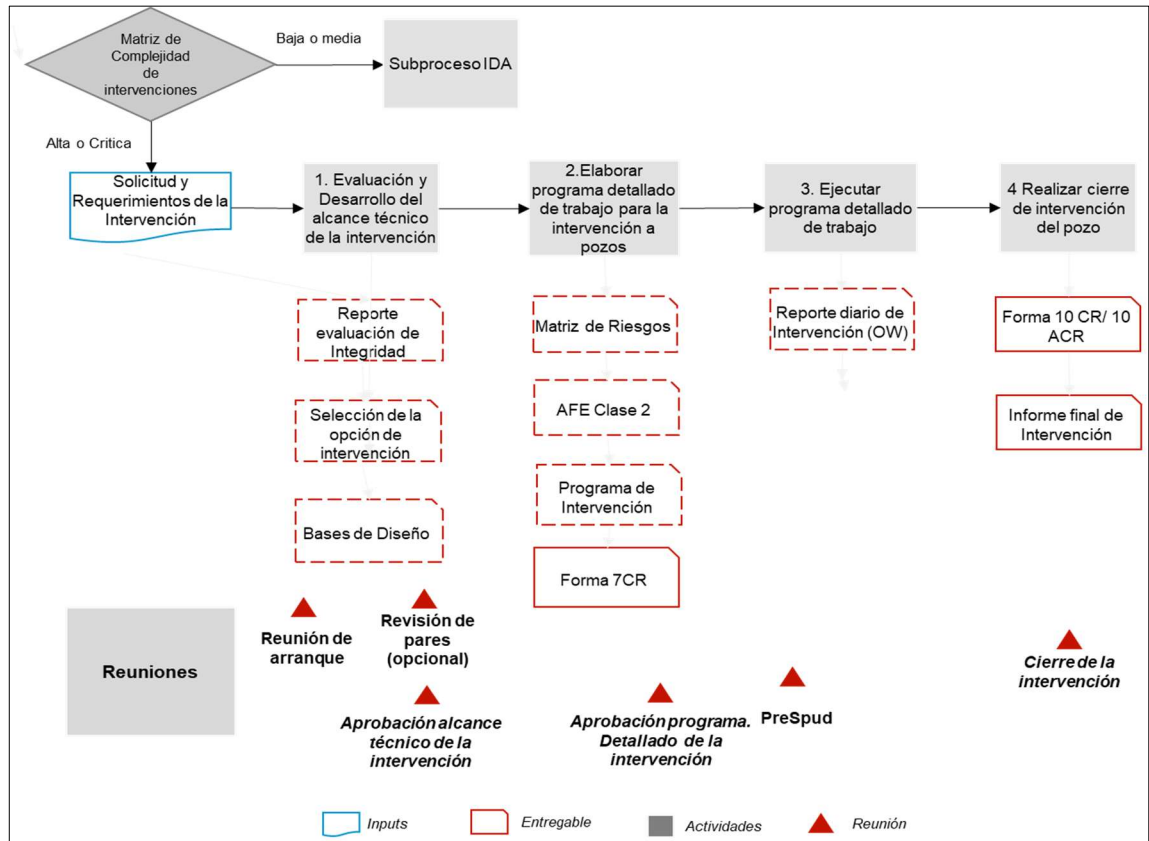 Matriz de
Complejidad
de
intervenciones
Baja o media
Subproceso IDA
Alta o Critica
Solicitud y
Requerimientos de la
Intervención
1. Evaluación y
Desarrollo del
alcance técnico
de la intervención
2.Elaborar
programa detallado
de trabajo para la
intervención a
pozos
3. Ejecutar
programa detallado
de trabajo
4 Realizar cierre
de intervención
del pozo
Reporte
evaluación de
Integridad
Selección de la
opción de
intervención
Bases de Diseño
Matriz de Riesgos
AFE Clase 2
Programa de
Intervención
Forma 7CR
Reporte diario de
Intervención (OW)
Forma 10 CR/ 10
ACR
Informe final de
Intervención
Reuniones
Reunión de
arranque
Revisión de
pares
(opcional)
Aprobación alcance
técnico de la
intervención
Aprobación programa.
Detallado de la
intervención
PreSpud
Cierre de la
intervención
Inputs
Entregable
Actividades
Reunión